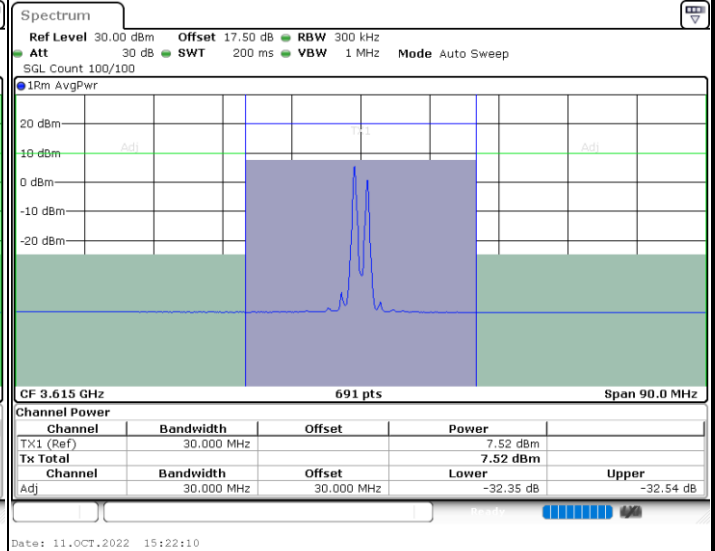 Spectrum
Ref Level 30.00 dBm Offset 17.50 dB RBW 300 kHz
Att 30 dB SWT 200 ms VBW 1 MHz Mode Auto Sweep
SGL Count 100/100
1Rm AvgPwr
20 dBm
TX1
Adj Adj
10 dBm
0 dBm
-10 dBm
-20 dBm
CF 3.615 GHz 691 pts Span 90.0 MHz
Channel Power
Channel Bandwidth Offset Power
TX1 (Ref) 30.000 MHz 7.52 dBm
Tx Total 7.52 dBm
Channel Bandwidth Offset Lower Upper
Adj 30.000 MHz 30.000 MHz -32.35 dB -32.54 dB
Ready
Date: 11.OCT.2022 15:22:10